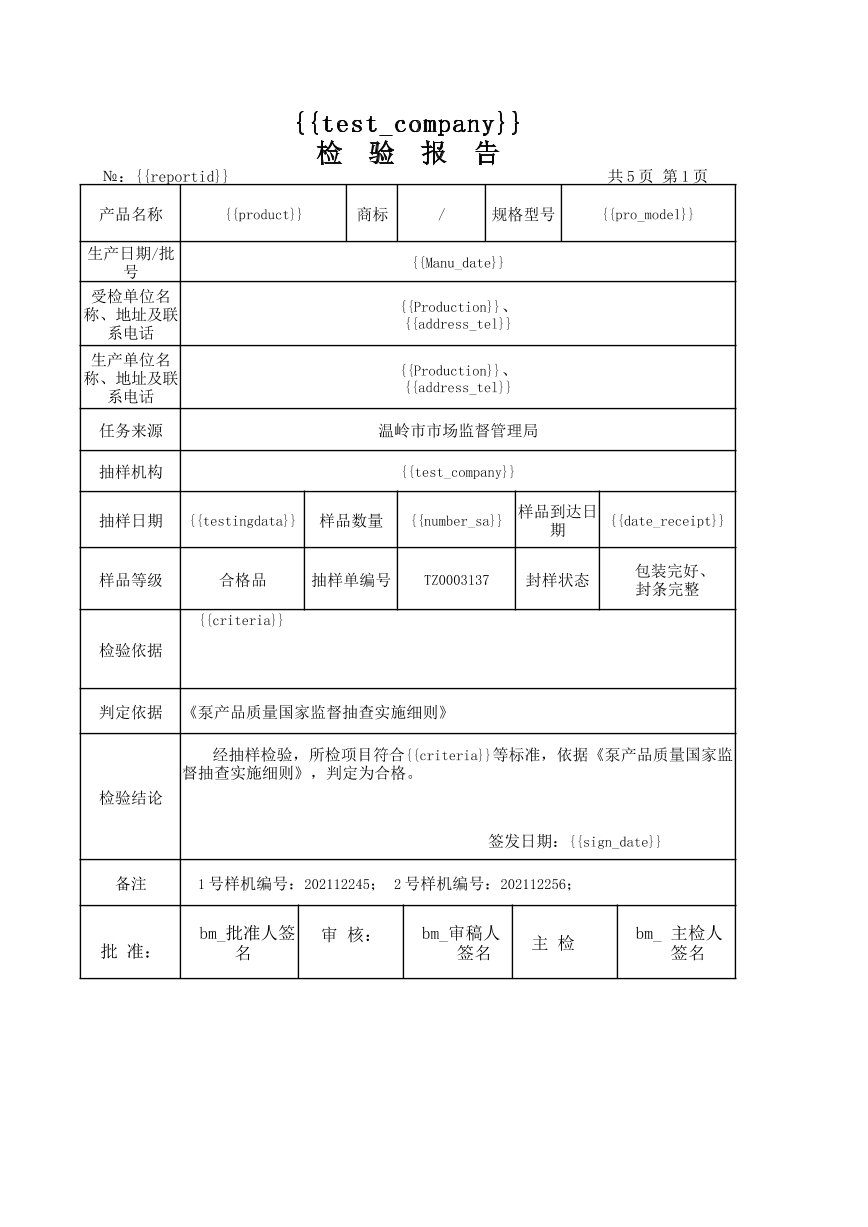 {{test_company}}
检 验 报 告
№：{{reportid}} 共5页 第1页
产品名称 {{product}} 商标 / 规格型号 {{pro_model}}
生产日期/批
号
{{Manu_date}}
受检单位名
称、地址及联
系电话
{{Production}}、
{{address_tel}}
生产单位名
称、地址及联
系电话
{{Production}}、
{{address_tel}}
任务来源 温岭市市场监督管理局
抽样机构 {{test_company}}
抽样日期 {{testingdata}} 样品数量 {{number_sa}} 样品到达日
期
{{date_receipt}}
样品等级 合格品 抽样单编号 TZ0003137 封样状态 包装完好、
封条完整
检验依据 {{criteria}}
判定依据 《泵产品质量国家监督抽查实施细则》
检验结论
经抽样检验，所检项目符合{{criteria}}等标准，依据《泵产品质量国家监
督抽查实施细则》，判定为合格。
签发日期：{{sign_date}}
备注 1号样机编号：202112245； 2号样机编号：202112256；
批 准：
bm_批准人签
名
审 核：
bm_审稿人
签名
主 检
bm_ 主检人
签名